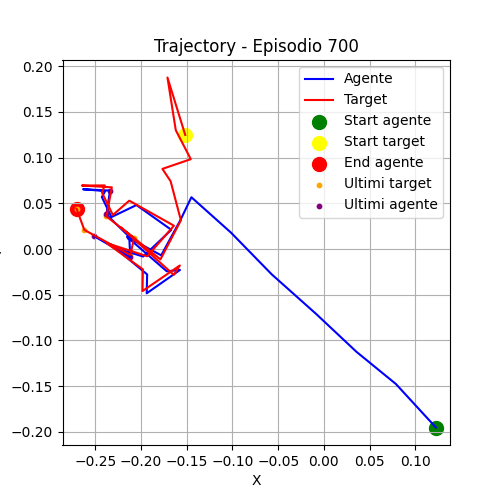 Trajectory - Episodio 700
0.20
0.15
0.10
0.05
0.00
−0.05
−0.10
−0.15
−0.20
Agente
Target
Start agente
Start target
End agente
Ultimi target
Ultimi agente
−0.25
−0.20
−0.15
−0.10
−0.05
0.00
0.05
0.10
X